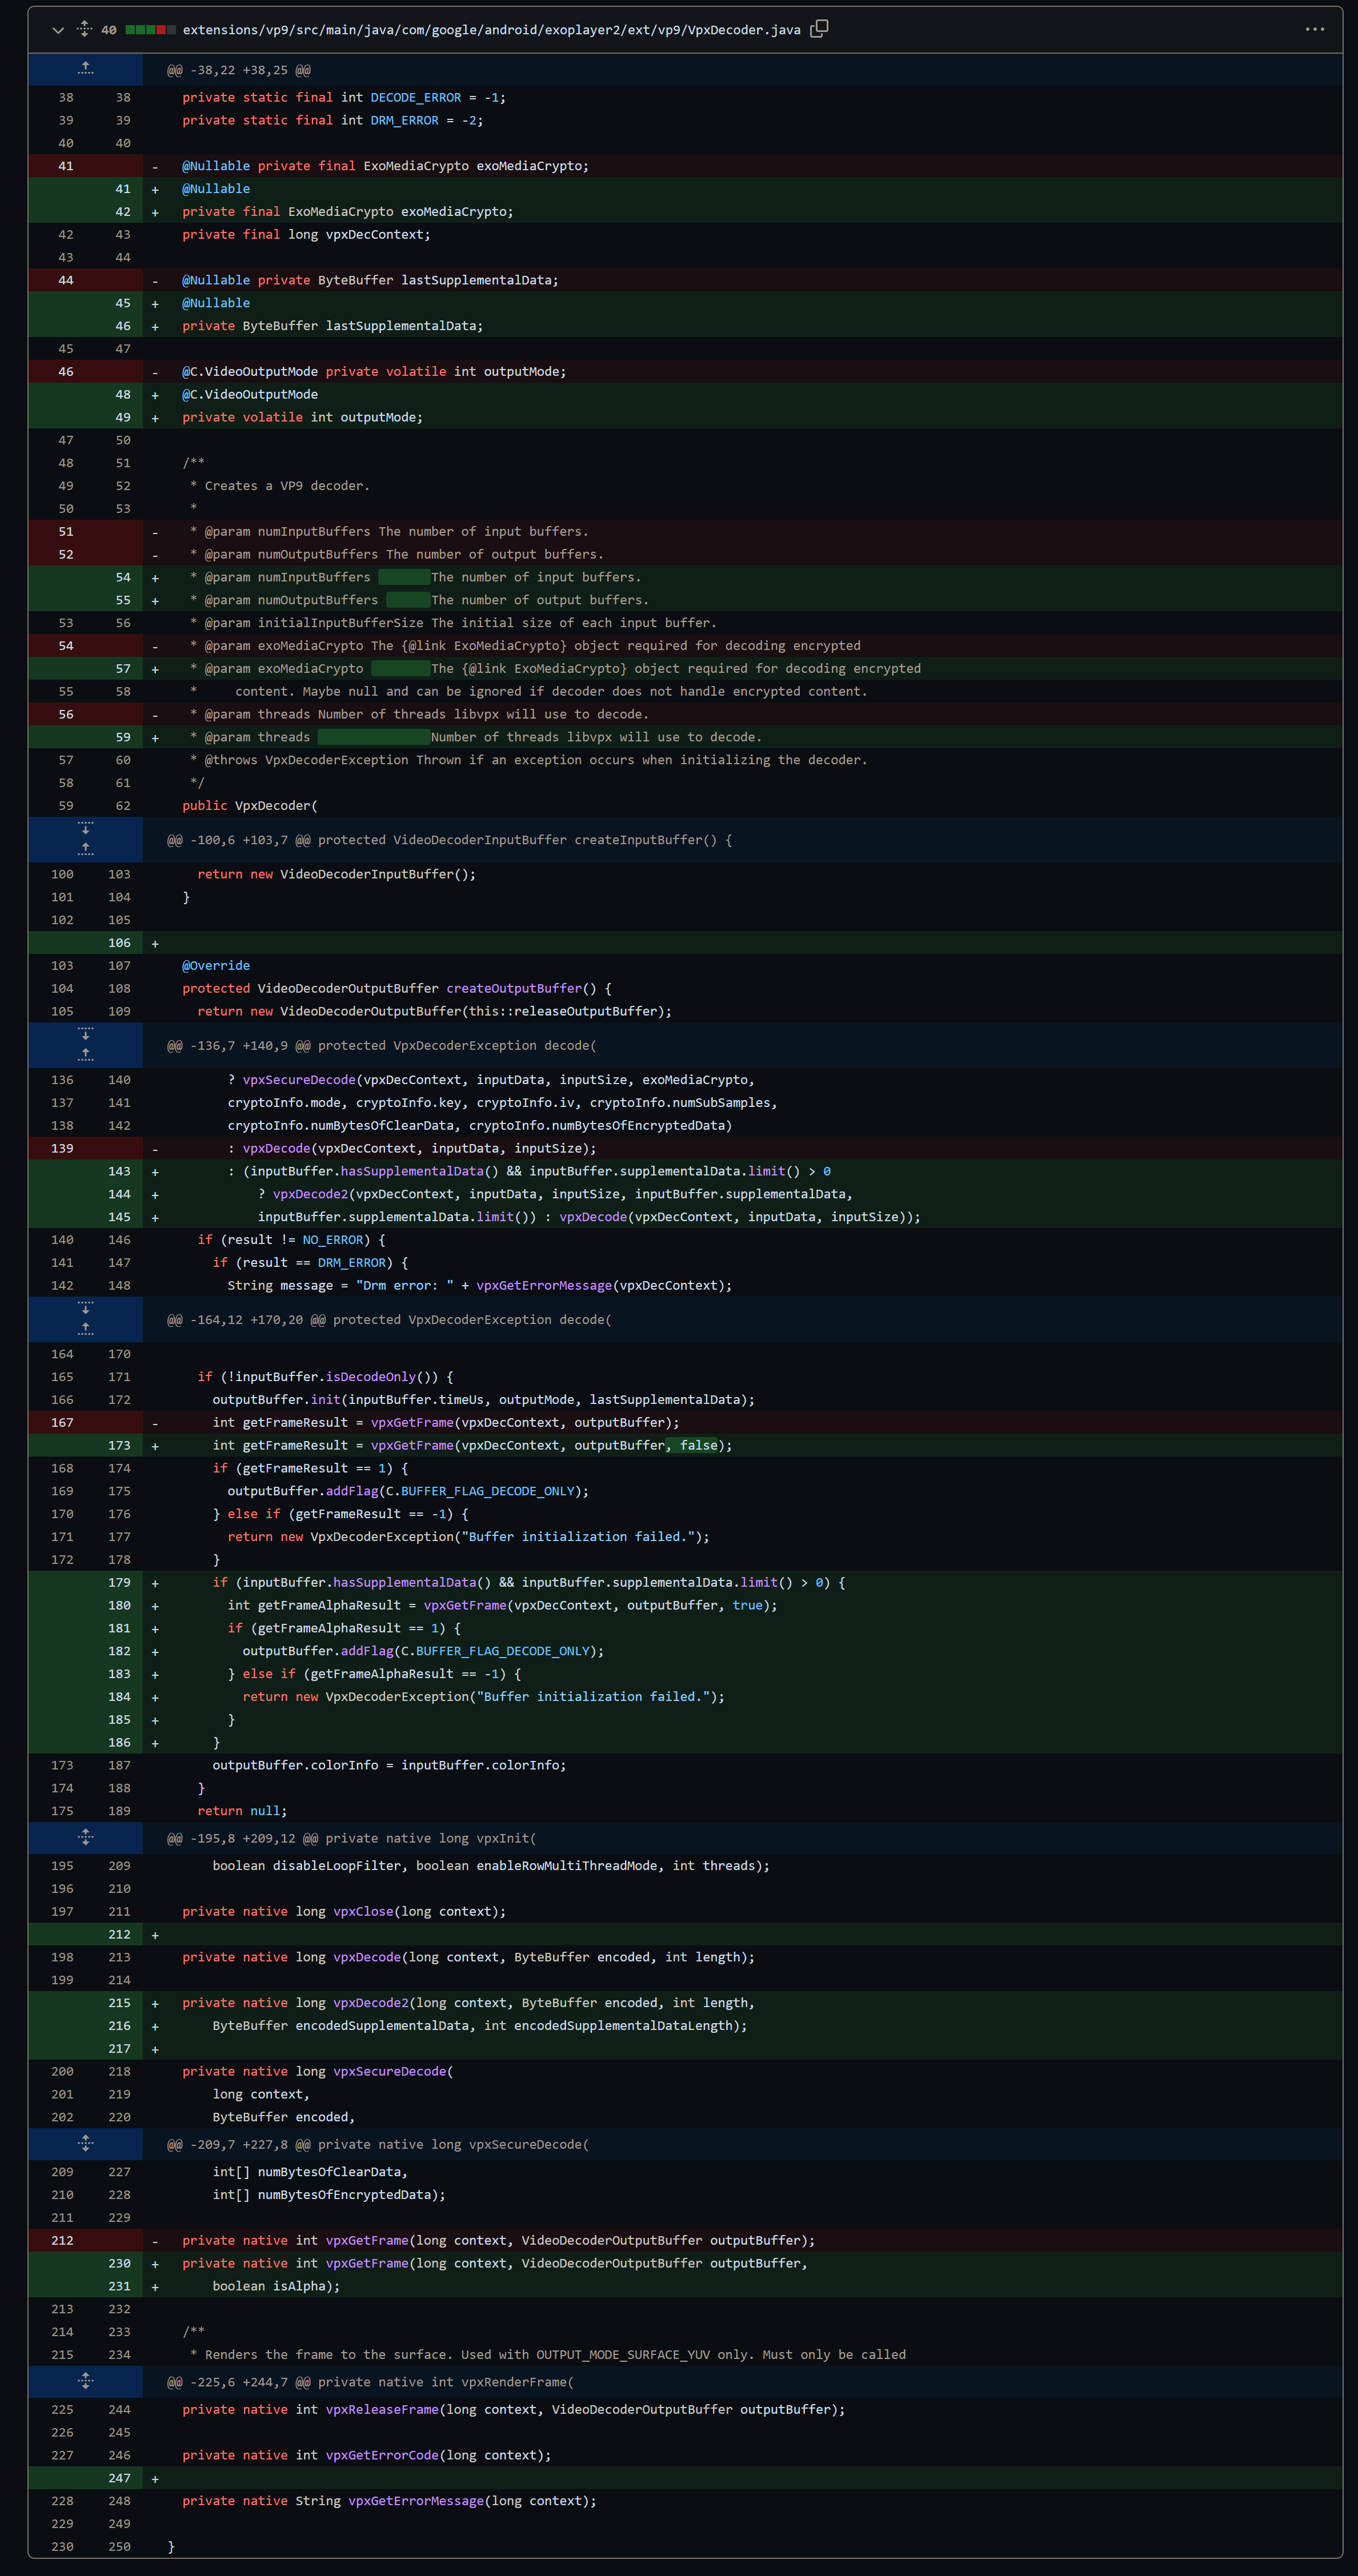 40 extensions/vp9/src/main/java/com/google/android/exoplayer2/ext/vp9/VpxDecoder.java
@@ -38,22 +38,25 @@
38 38 private static final int DECODE_ERROR = -1;
39 39 private static final int DRM_ERROR = -2;
40 40
41 - @Nullable private final ExoMediaCrypto exoMediaCrypto;
41 + @Nullable
42 + private final ExoMediaCrypto exoMediaCrypto;
42 43 private final long vpxDecContext;
43 44
44 - @Nullable private ByteBuffer lastSupplementalData;
45 + @Nullable
46 + private ByteBuffer lastSupplementalData;
45 47
46 - @C.VideoOutputMode private volatile int outputMode;
48 + @C.VideoOutputMode
49 + private volatile int outputMode;
47 50
48 51 /**
49 52 * Creates a VP9 decoder.
50 53 *
51 - * @param numInputBuffers The number of input buffers.
52 - * @param numOutputBuffers The number of output buffers.
54 + * @param numInputBuffers        The number of input buffers.
55 + * @param numOutputBuffers       The number of output buffers.
53 56 * @param initialInputBufferSize The initial size of each input buffer.
54 - * @param exoMediaCrypto The {@link ExoMediaCrypto} object required for decoding encrypted
57 + * @param exoMediaCrypto         The {@link ExoMediaCrypto} object required for decoding encrypted
55 58 *     content. Maybe null and can be ignored if decoder does not handle encrypted content.
56 - * @param threads Number of threads libvpx will use to decode.
59 + * @param threads                Number of threads libvpx will use to decode.
57 60 * @throws VpxDecoderException Thrown if an exception occurs when initializing the decoder.
58 61 */
59 62 public VpxDecoder(
@@ -100,6 +103,7 @@ protected VideoDecoderInputBuffer createInputBuffer() {
100 103 return new VideoDecoderInputBuffer();
101 104 }
102 105
106 +
103 107 @Override
104 108 protected VideoDecoderOutputBuffer createOutputBuffer() {
105 109 return new VideoDecoderOutputBuffer(this::releaseOutputBuffer);
@@ -136,7 +140,9 @@ protected VpxDecoderException decode(
136 140 ? vpxSecureDecode(vpxDecContext, inputData, inputSize, exoMediaCrypto,
137 141 cryptoInfo.mode, cryptoInfo.key, cryptoInfo.iv, cryptoInfo.numSubSamples,
138 142 cryptoInfo.numBytesOfClearData, cryptoInfo.numBytesOfEncryptedData)
139 - : vpxDecode(vpxDecContext, inputData, inputSize);
143 + : (inputBuffer.hasSupplementalData() && inputBuffer.supplementalData.limit() > 0
144 + ? vpxDecode2(vpxDecContext, inputData, inputSize, inputBuffer.supplementalData,
145 + inputBuffer.supplementalData.limit()) : vpxDecode(vpxDecContext, inputData, inputSize));
140 146 if (result != NO_ERROR) {
141 147 if (result == DRM_ERROR) {
142 148 String message = "Drm error: " + vpxGetErrorMessage(vpxDecContext);
@@ -164,12 +170,20 @@ protected VpxDecoderException decode(
164 170
165 171 if (!inputBuffer.isDecodeOnly()) {
166 172 outputBuffer.init(inputBuffer.timeUs, outputMode, lastSupplementalData);
167 - int getFrameResult = vpxGetFrame(vpxDecContext, outputBuffer);
173 + int getFrameResult = vpxGetFrame(vpxDecContext, outputBuffer, false);
168 174 if (getFrameResult == 1) {
169 175 outputBuffer.addFlag(C.BUFFER_FLAG_DECODE_ONLY);
170 176 } else if (getFrameResult == -1) {
171 177 return new VpxDecoderException("Buffer initialization failed.");
172 178 }
179 + if (inputBuffer.hasSupplementalData() && inputBuffer.supplementalData.limit() > 0) {
180 + int getFrameAlphaResult = vpxGetFrame(vpxDecContext, outputBuffer, true);
181 + if (getFrameAlphaResult == 1) {
182 + outputBuffer.addFlag(C.BUFFER_FLAG_DECODE_ONLY);
183 + } else if (getFrameAlphaResult == -1) {
184 + return new VpxDecoderException("Buffer initialization failed.");
185 + }
186 + }
173 187 outputBuffer.colorInfo = inputBuffer.colorInfo;
174 188 }
175 189 return null;
@@ -195,8 +209,12 @@ private native long vpxInit(
195 209 boolean disableLoopFilter, boolean enableRowMultiThreadMode, int threads);
196 210
197 211 private native long vpxClose(long context);
212 +
198 213 private native long vpxDecode(long context, ByteBuffer encoded, int length);
199 214
215 + private native long vpxDecode2(long context, ByteBuffer encoded, int length,
216 + ByteBuffer encodedSupplementalData, int encodedSupplementalDataLength);
217 +
200 218 private native long vpxSecureDecode(
201 219 long context,
202 220 ByteBuffer encoded,
@@ -209,7 +227,8 @@ private native long vpxSecureDecode(
209 227 int[] numBytesOfClearData,
210 228 int[] numBytesOfEncryptedData);
211 229
212 - private native int vpxGetFrame(long context, VideoDecoderOutputBuffer outputBuffer);
230 + private native int vpxGetFrame(long context, VideoDecoderOutputBuffer outputBuffer,
231 + boolean isAlpha);
213 232
214 233 /**
215 234 * Renders the frame to the surface. Used with OUTPUT_MODE_SURFACE_YUV only. Must only be called
@@ -225,6 +244,7 @@ private native int vpxRenderFrame(
225 244 private native int vpxReleaseFrame(long context, VideoDecoderOutputBuffer outputBuffer);
226 245
227 246 private native int vpxGetErrorCode(long context);
247 +
228 248 private native String vpxGetErrorMessage(long context);
229 249
230 250 }